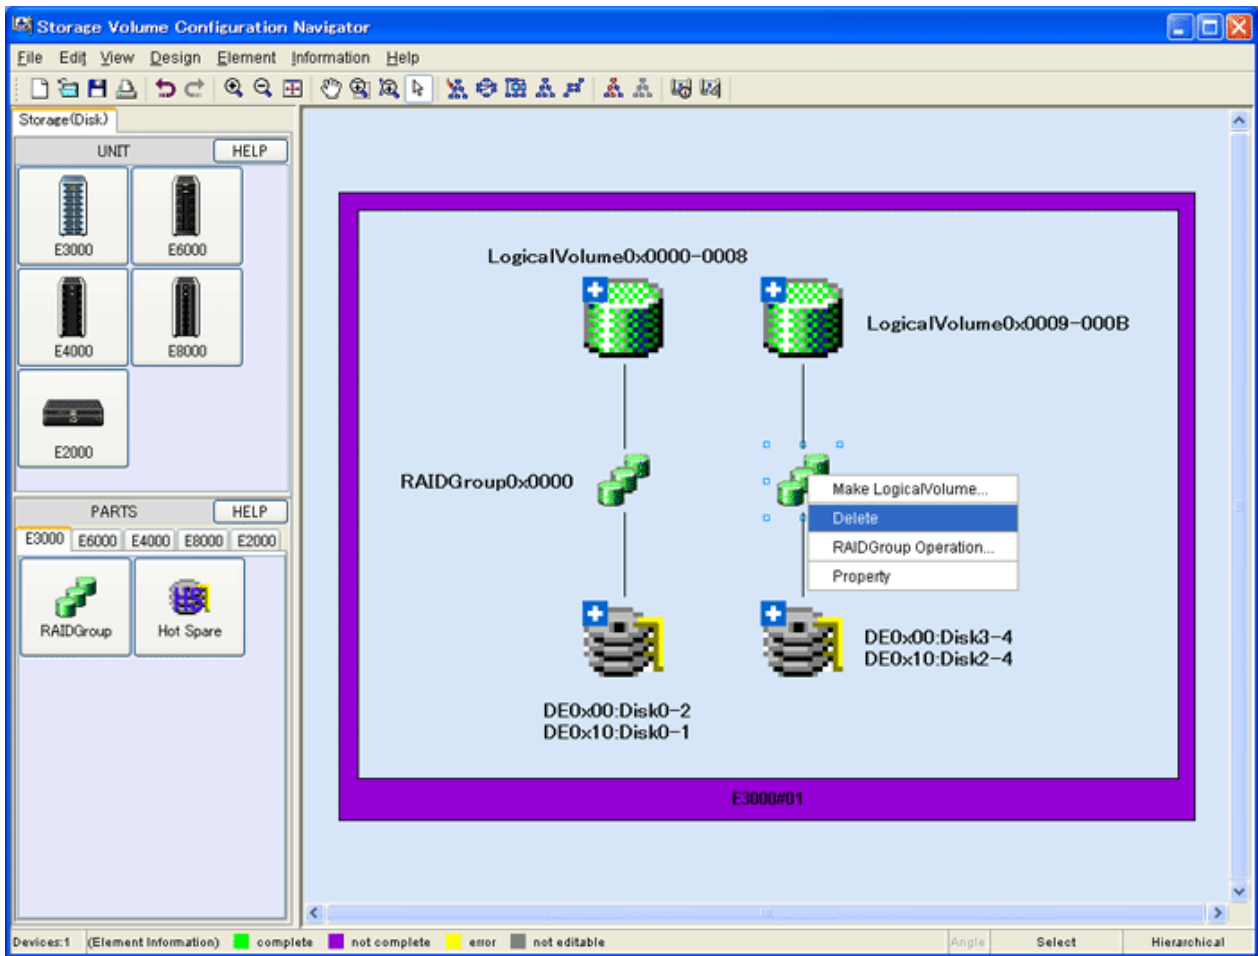 Storage Volume Configuration Navigator
File Edit View Design Element Information Help
Storage(Disk)
UNIT HELP
E3000 E6000
E4000 E8000
E2000
PARTS HELP
E3000 E6000 E4000 E8000 E2000
RAIDGroup Hot Spare
LogicalVolume0x0000-0008
LogicalVolume0x0009-000B
RAIDGroup0x0000
Make LogicalVolume...
Delete
RAIDGroup Operation...
Property
DE0x00:Disk3-4
DE0x10:Disk2-4
DE0x00:Disk0-2
DE0x10:Disk0-1
E3000#01
Devices:1 (Element Information) complete not complete error not editable Angle Select Hierarchical